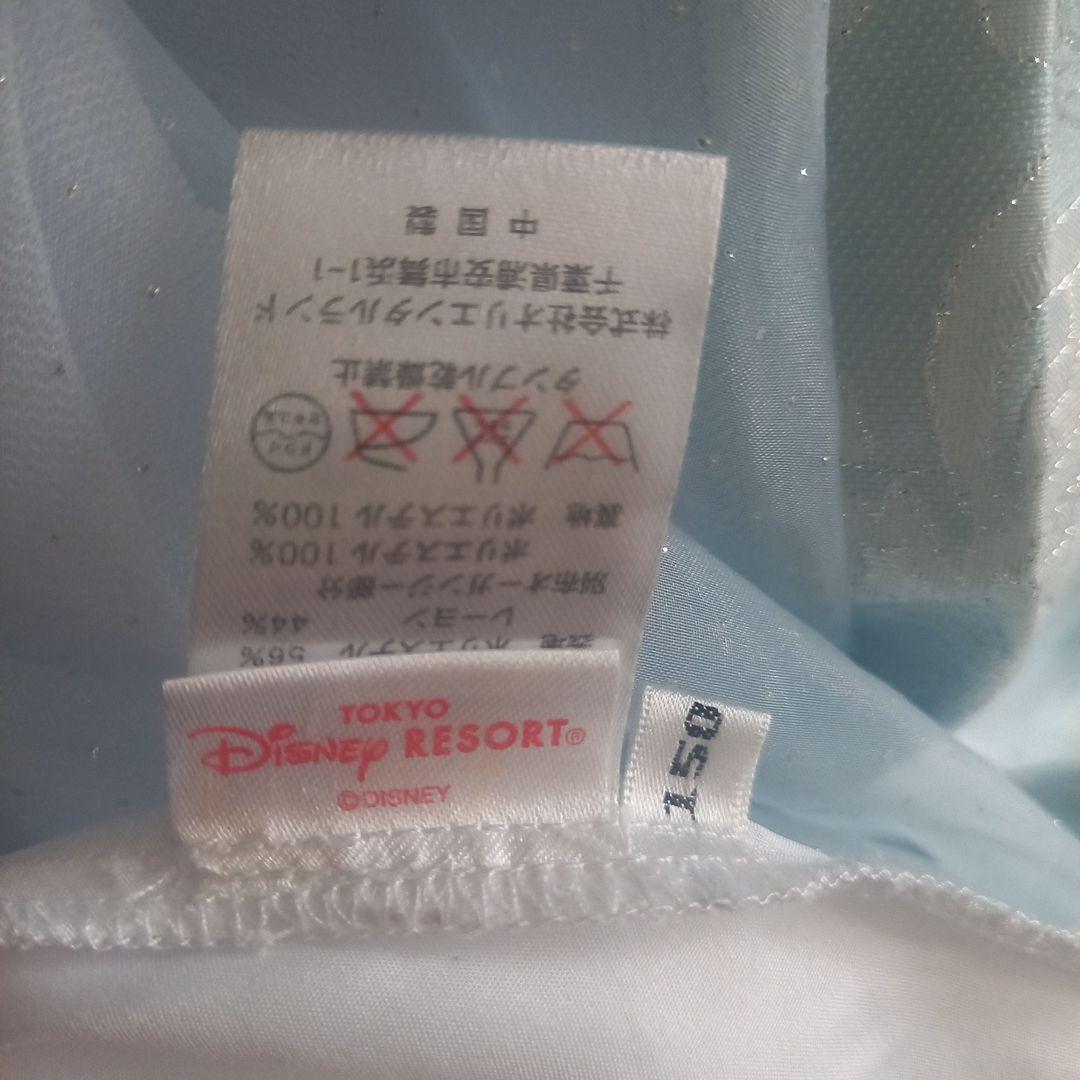 表地 ポリエステル 56%
レーヨン 44%
別布オーガンジー部分
ポリエステル 100%
裏地 ポリエステル 100%
タンブル乾燥禁止
株式会社オリエンタルランド
千葉県浦安市舞浜1-1
中国製
TOKYO
Disney RESORT®
©DISNEY
150